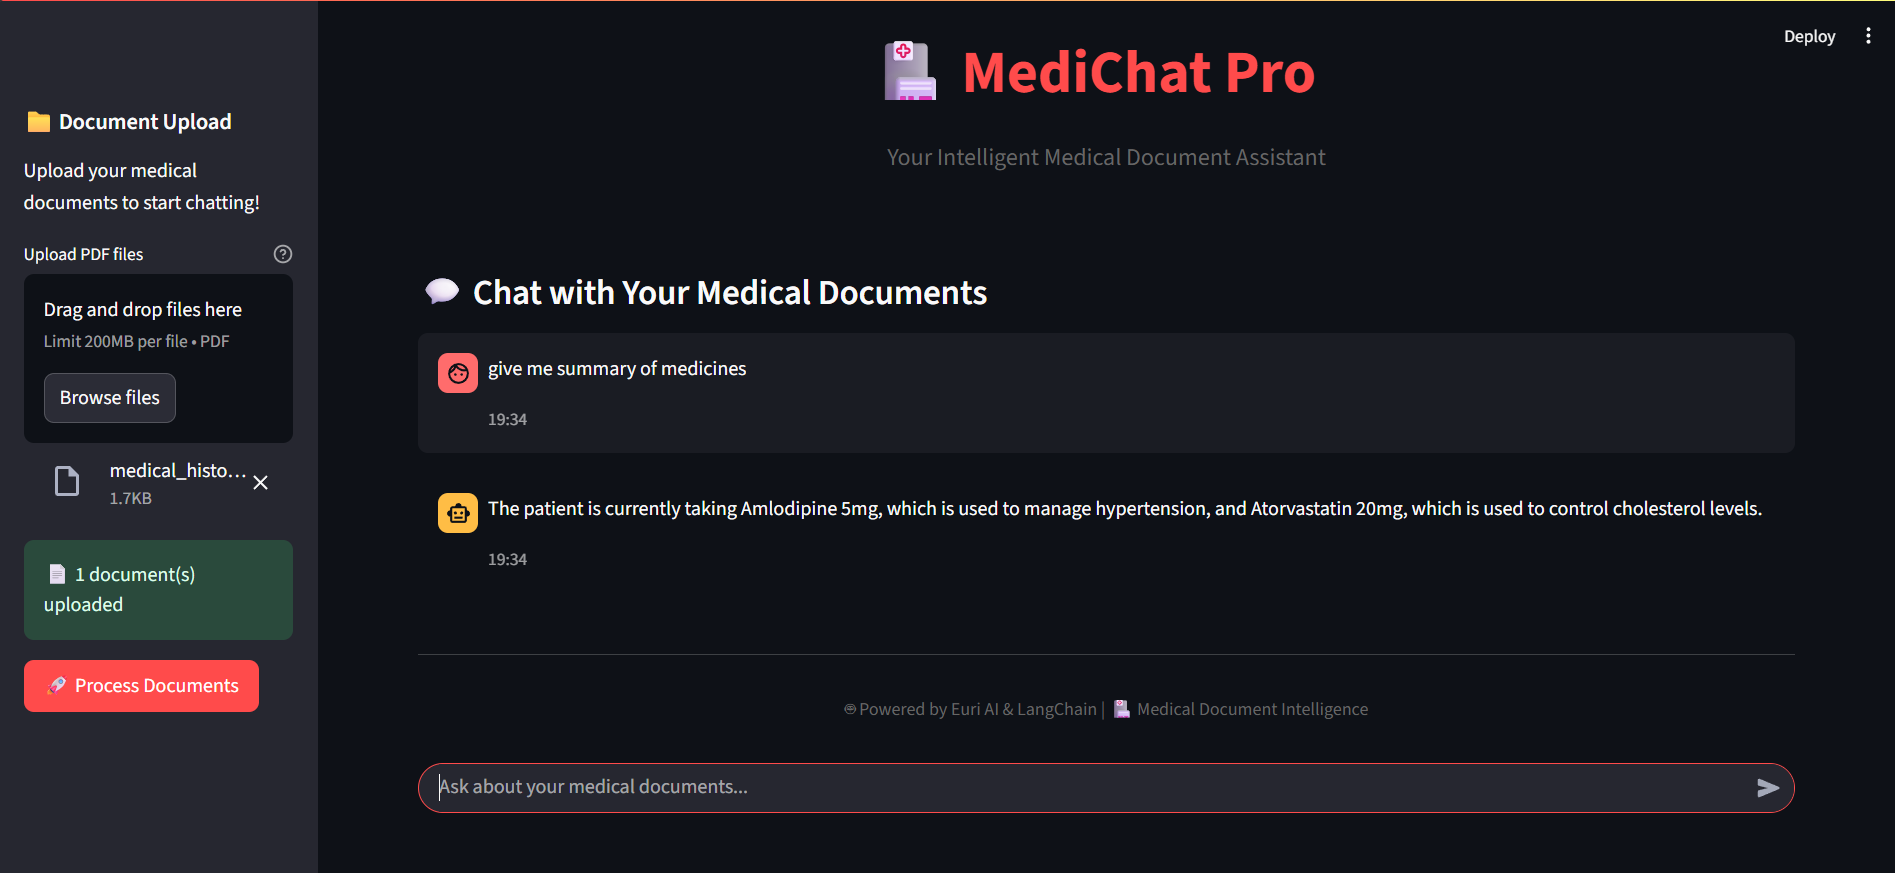 Deploy
Document Upload
Upload your medical
documents to start chatting!
Upload PDF files
Drag and drop files here
Limit 200MB per file • PDF
Browse files
medical_histo...
1.7KB
1 document(s)
uploaded
Process Documents
MediChat Pro
Your Intelligent Medical Document Assistant
Chat with Your Medical Documents
give me summary of medicines
19:34
The patient is currently taking Amlodipine 5mg, which is used to manage hypertension, and Atorvastatin 20mg, which is used to control cholesterol levels.
19:34
Powered by Euri AI & LangChain | Medical Document Intelligence
Ask about your medical documents...